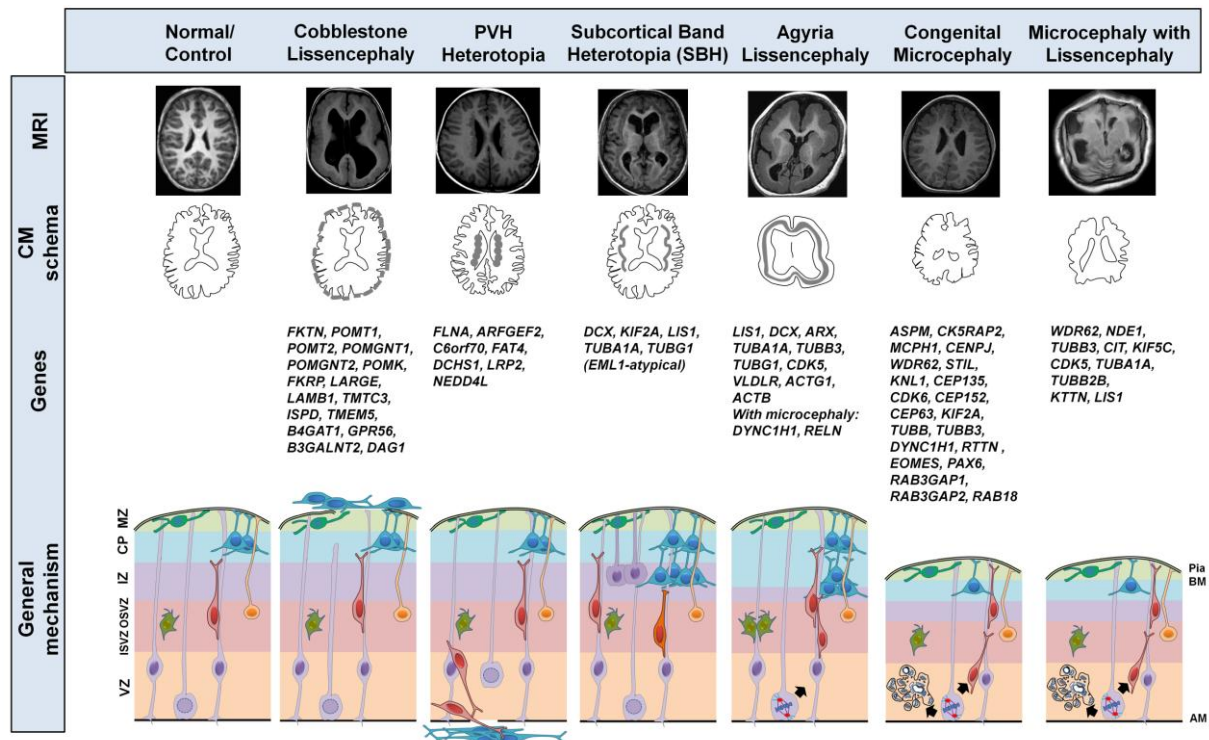 Normal/
Control
Cobblestone
Lissencephaly
PVH
Heterotopia
Subcortical Band
Heterotopia (SBH)
Agyria
Lissencephaly
Congenital
Microcephaly
Microcephaly with
Lissencephaly
MRI
CM
schema
Genes
FKTN, POMT1,
POMT2, POMGNT1,
POMGNT2, POMK,
FKRP, LARGE,
LAMB1, TMTC3,
ISPD, TMEM5,
B4GAT1, GPR56,
B3GALNT2, DAG1
FLNA, ARFGEF2,
C6orf70, FAT4,
DCHS1, LRP2,
NEDD4L
DCX, KIF2A, LIS1,
TUBA1A, TUBG1
(EML1-atypical)
LIS1, DCX, ARX,
TUBA1A, TUBB3,
TUBG1, CDK5,
VLDLR, ACTG1,
ACTB
With microcephaly:
DYNC1H1, RELN
ASPM, CK5RAP2,
MCPH1, CENPJ,
WDR62, STIL,
KNL1, CEP135,
CDK6, CEP152,
CEP63, KIF2A,
TUBB, TUBB3,
DYNC1H1, RTTN ,
EOMES, PAX6,
RAB3GAP1,
RAB3GAP2, RAB18
WDR62, NDE1,
TUBB3, CIT, KIF5C,
CDK5, TUBA1A,
TUBB2B,
KTTN, LIS1
General
mechanism
MZ
CP
IZ
OSVZ
ISVZ
VZ
Pia
BM
AM